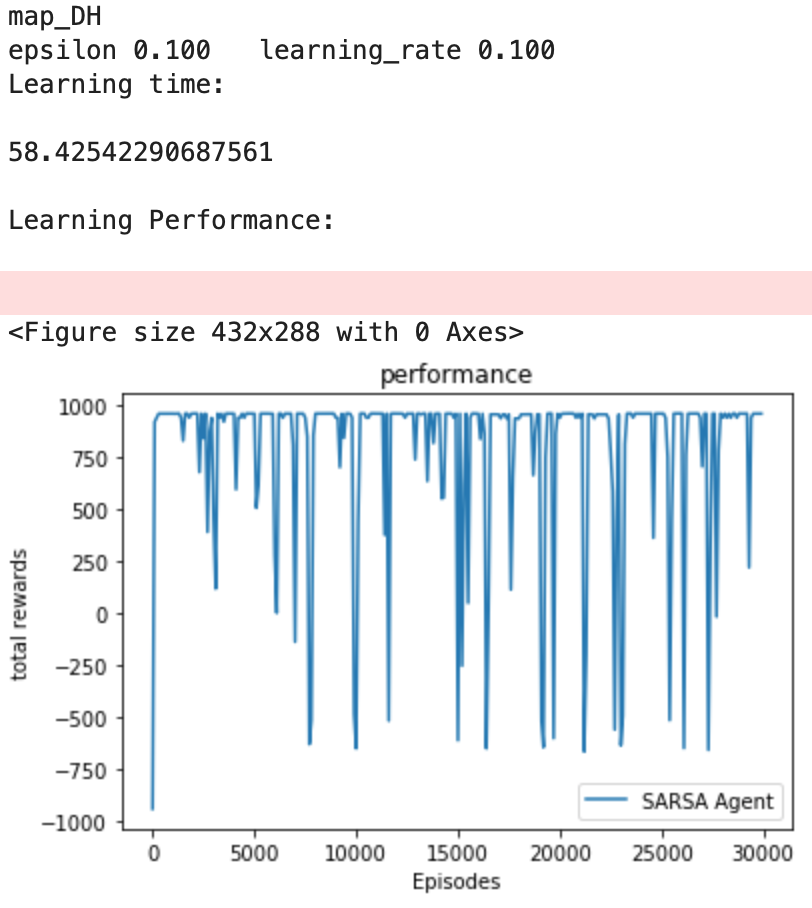 map_DH
epsilon 0.100   learning_rate 0.100
Learning time:
58.42542290687561
Learning Performance:
<Figure size 432x288 with 0 Axes>
performance
1000
750
500
250
0
−250
−500
−750
−1000
total rewards
SARSA Agent
0 5000 10000 15000 20000 25000 30000
Episodes